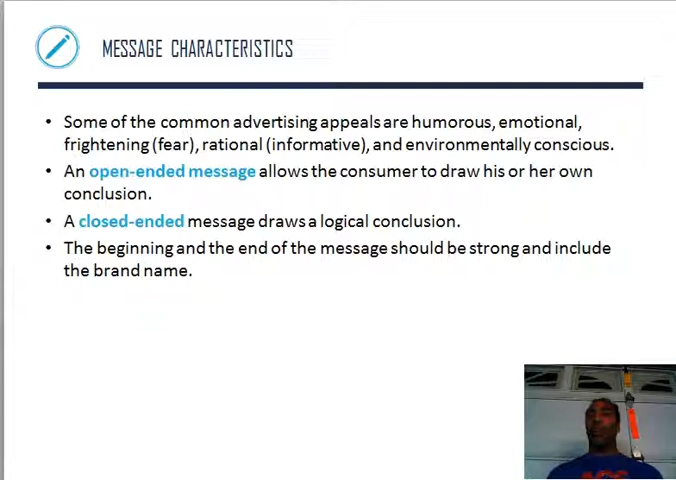 MESSAGE CHARACTERISTICS
• Some of the common advertising appeals are humorous, emotional,
frightening (fear), rational (informative), and environmentally conscious.
• An open-ended message allows the consumer to draw his or her own
conclusion.
• A closed-ended message draws a logical conclusion.
• The beginning and the end of the message should be strong and include
the brand name.